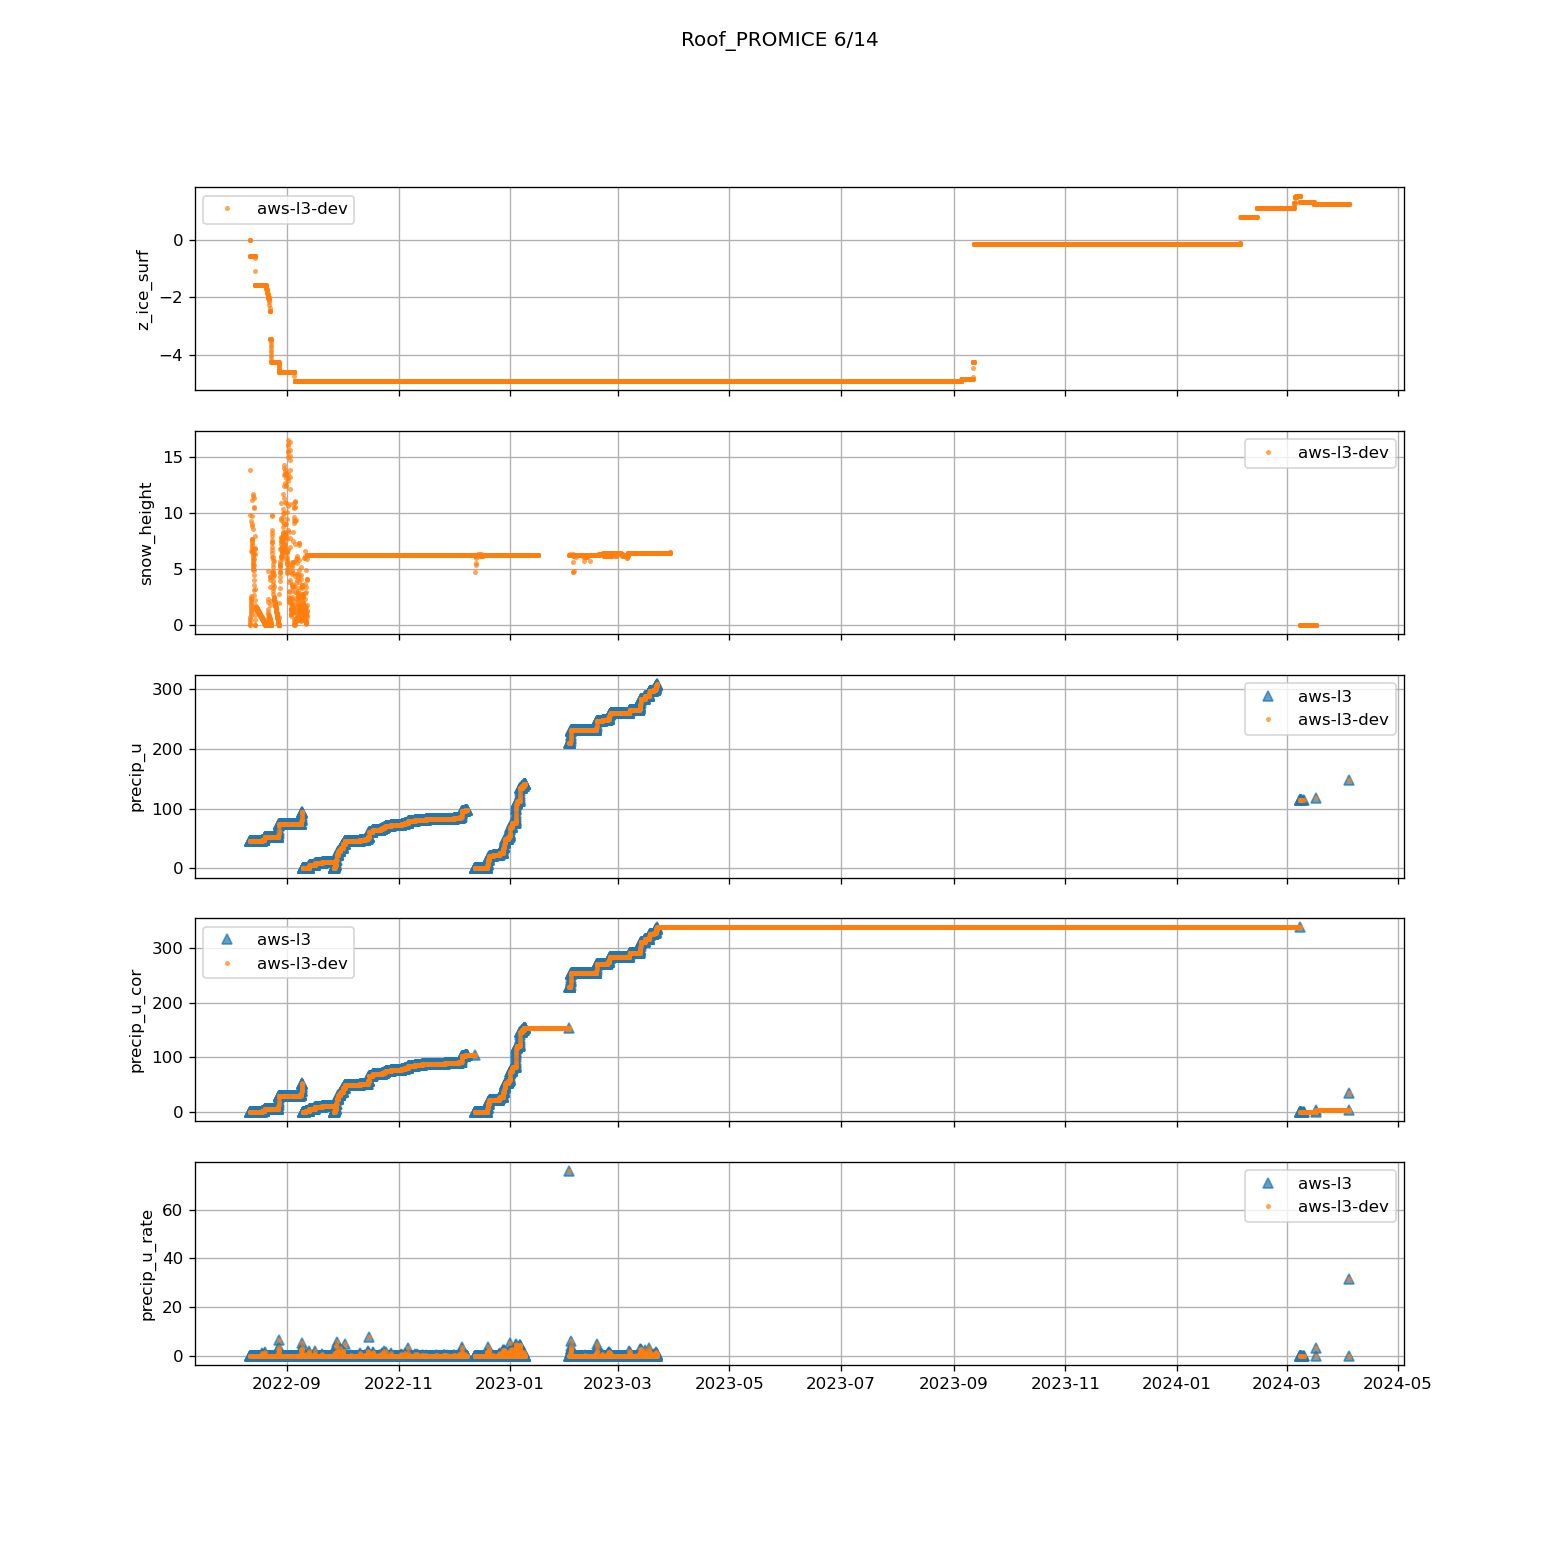 Roof_PROMICE 6/14
z_ice_surf
0
−2
−4
aws-l3-dev
snow_height
15
10
5
0
aws-l3-dev
precip_u
300
200
100
0
aws-l3
aws-l3-dev
precip_u_cor
300
200
100
0
aws-l3
aws-l3-dev
precip_u_rate
60
40
20
0
aws-l3
aws-l3-dev
2022-09 2022-11 2023-01 2023-03 2023-05 2023-07 2023-09 2023-11 2024-01 2024-03 2024-05